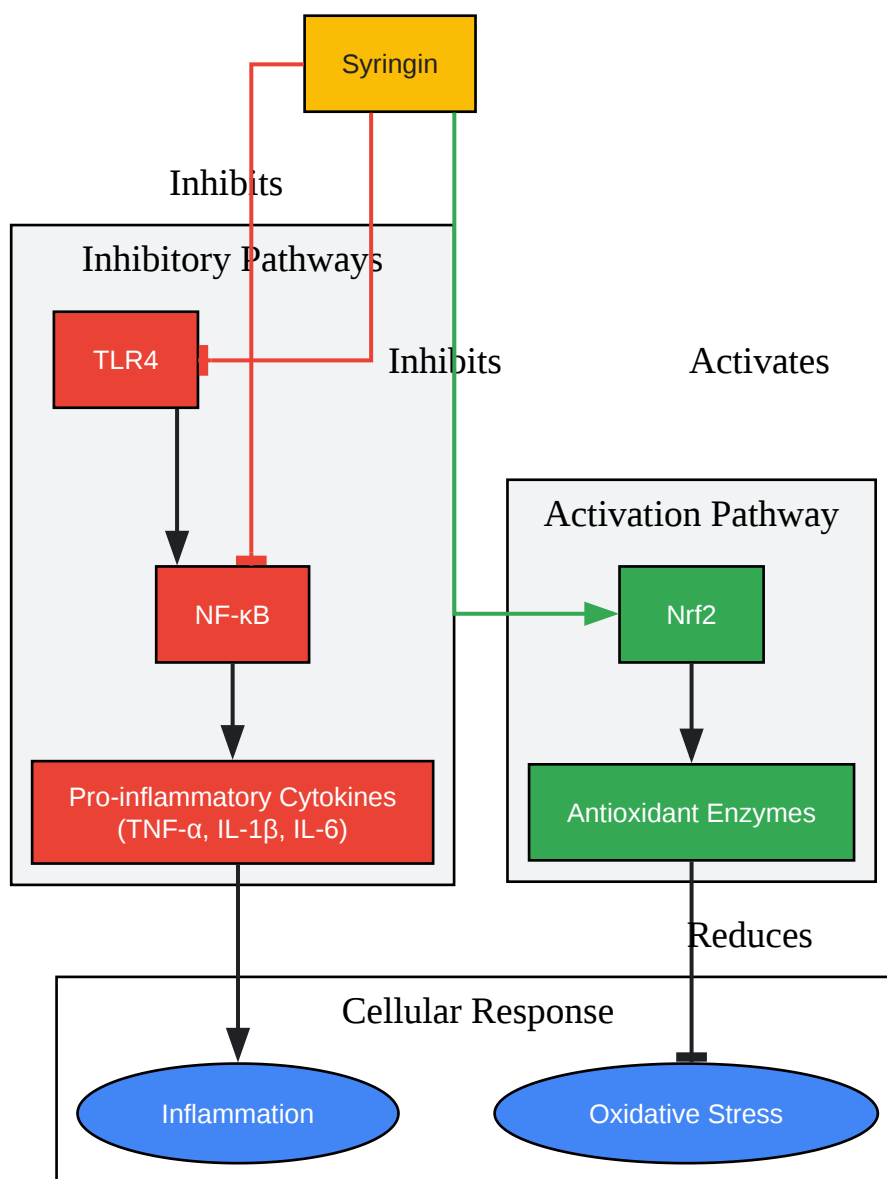 Syringin
Inhibits
Inhibitory Pathways
TLR4
Inhibits
Activates
Activation Pathway
NF-κB
Nrf2
Pro-inflammatory Cytokines
(TNF-α, IL-1β, IL-6)
Antioxidant Enzymes
Reduces
Cellular Response
Inflammation
Oxidative Stress